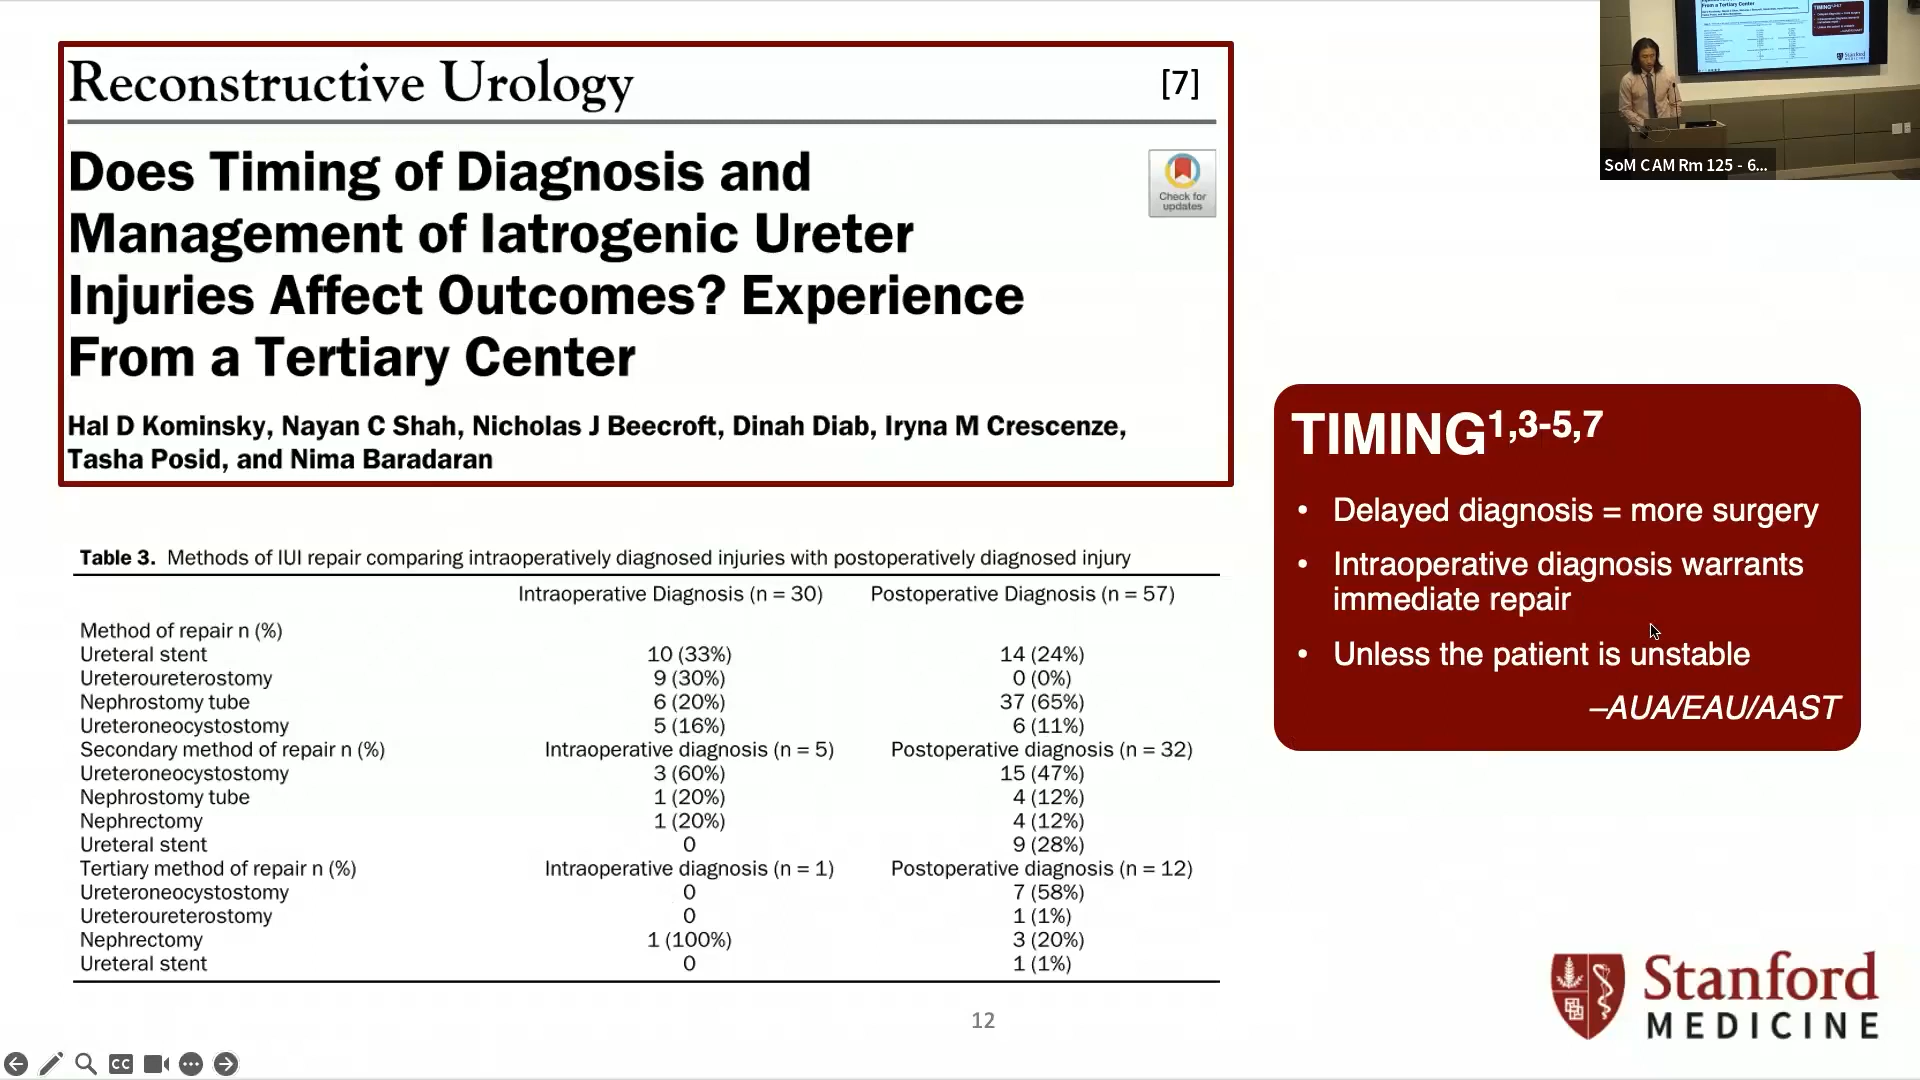 Reconstructive Urology [7]
Does Timing of Diagnosis and
Management of Iatrogenic Ureter
Injuries Affect Outcomes? Experience
From a Tertiary Center
Check for
updates
Hal D Kominsky, Nayan C Shah, Nicholas J Beecroft, Dinah Diab, Iryna M Crescenze,
Tasha Posid, and Nima Baradaran
Table 3. Methods of IUI repair comparing intraoperatively diagnosed injuries with postoperatively diagnosed injury
Intraoperative Diagnosis (n = 30) Postoperative Diagnosis (n = 57)
Method of repair n (%)
Ureteral stent 10 (33%) 14 (24%)
Ureteroureterostomy 9 (30%) 0 (0%)
Nephrostomy tube 6 (20%) 37 (65%)
Ureteroneocystostomy 5 (16%) 6 (11%)
Secondary method of repair n (%) Intraoperative diagnosis (n = 5) Postoperative diagnosis (n = 32)
Ureteroneocystostomy 3 (60%) 15 (47%)
Nephrostomy tube 1 (20%) 4 (12%)
Nephrectomy 1 (20%) 4 (12%)
Ureteral stent 0 9 (28%)
Tertiary method of repair n (%) Intraoperative diagnosis (n = 1) Postoperative diagnosis (n = 12)
Ureteroneocystostomy 0 7 (58%)
Ureteroureterostomy 0 1 (1%)
Nephrectomy 1 (100%) 3 (20%)
Ureteral stent 0 1 (1%)
TIMING1,3-5,7
• Delayed diagnosis = more surgery
• Intraoperative diagnosis warrants
immediate repair
• Unless the patient is unstable
–AUA/EAU/AAST
12
Stanford
MEDICINE
CC
From a Tertiary Center
TIMING
Stanford
MEDICINE
SoM CAM Rm 125 - 6...